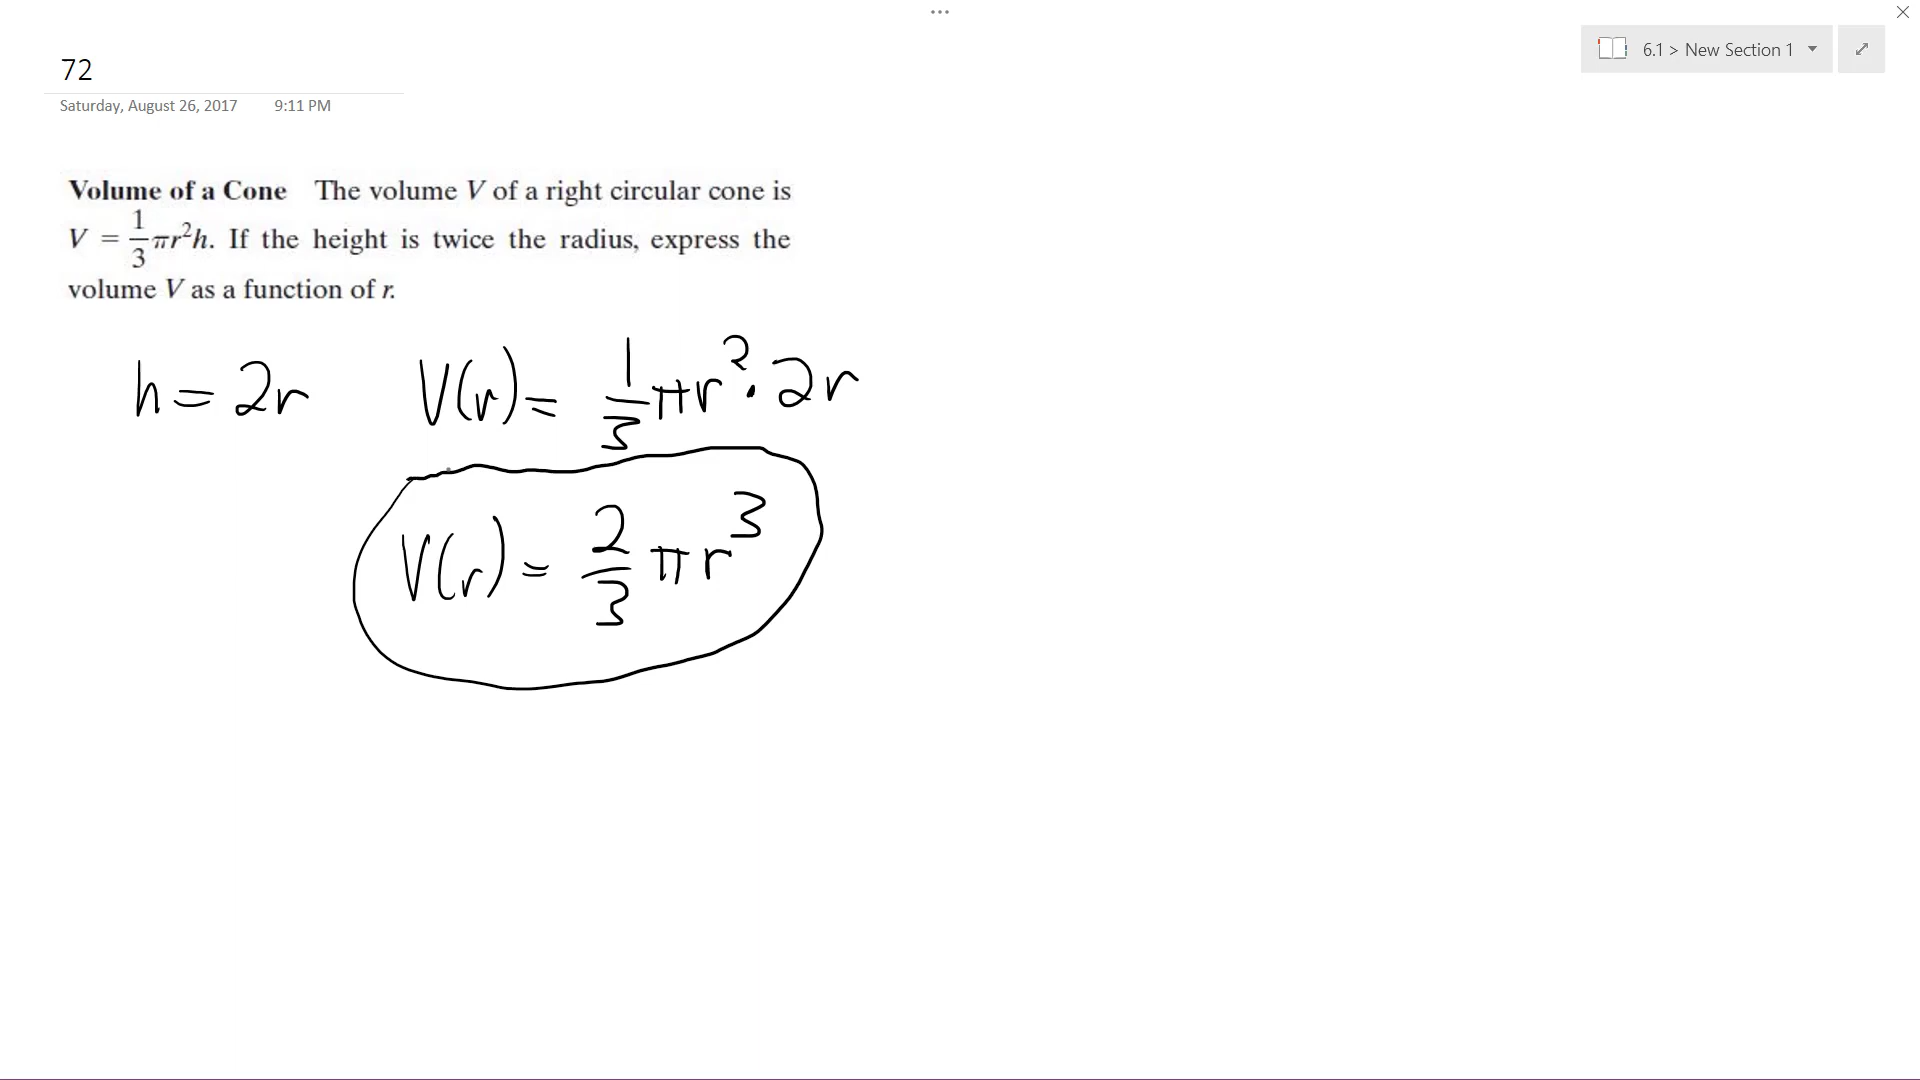 ...
6.1 > New Section 1
72
Saturday, August 26, 2017 9:11 PM
Volume of a Cone The volume V of a right circular cone is
V = 1/3 πr²h. If the height is twice the radius, express the
volume V as a function of r.
h = 2r V(r) = 1/3 πr² · 2r
V(r) = 2/3 πr³